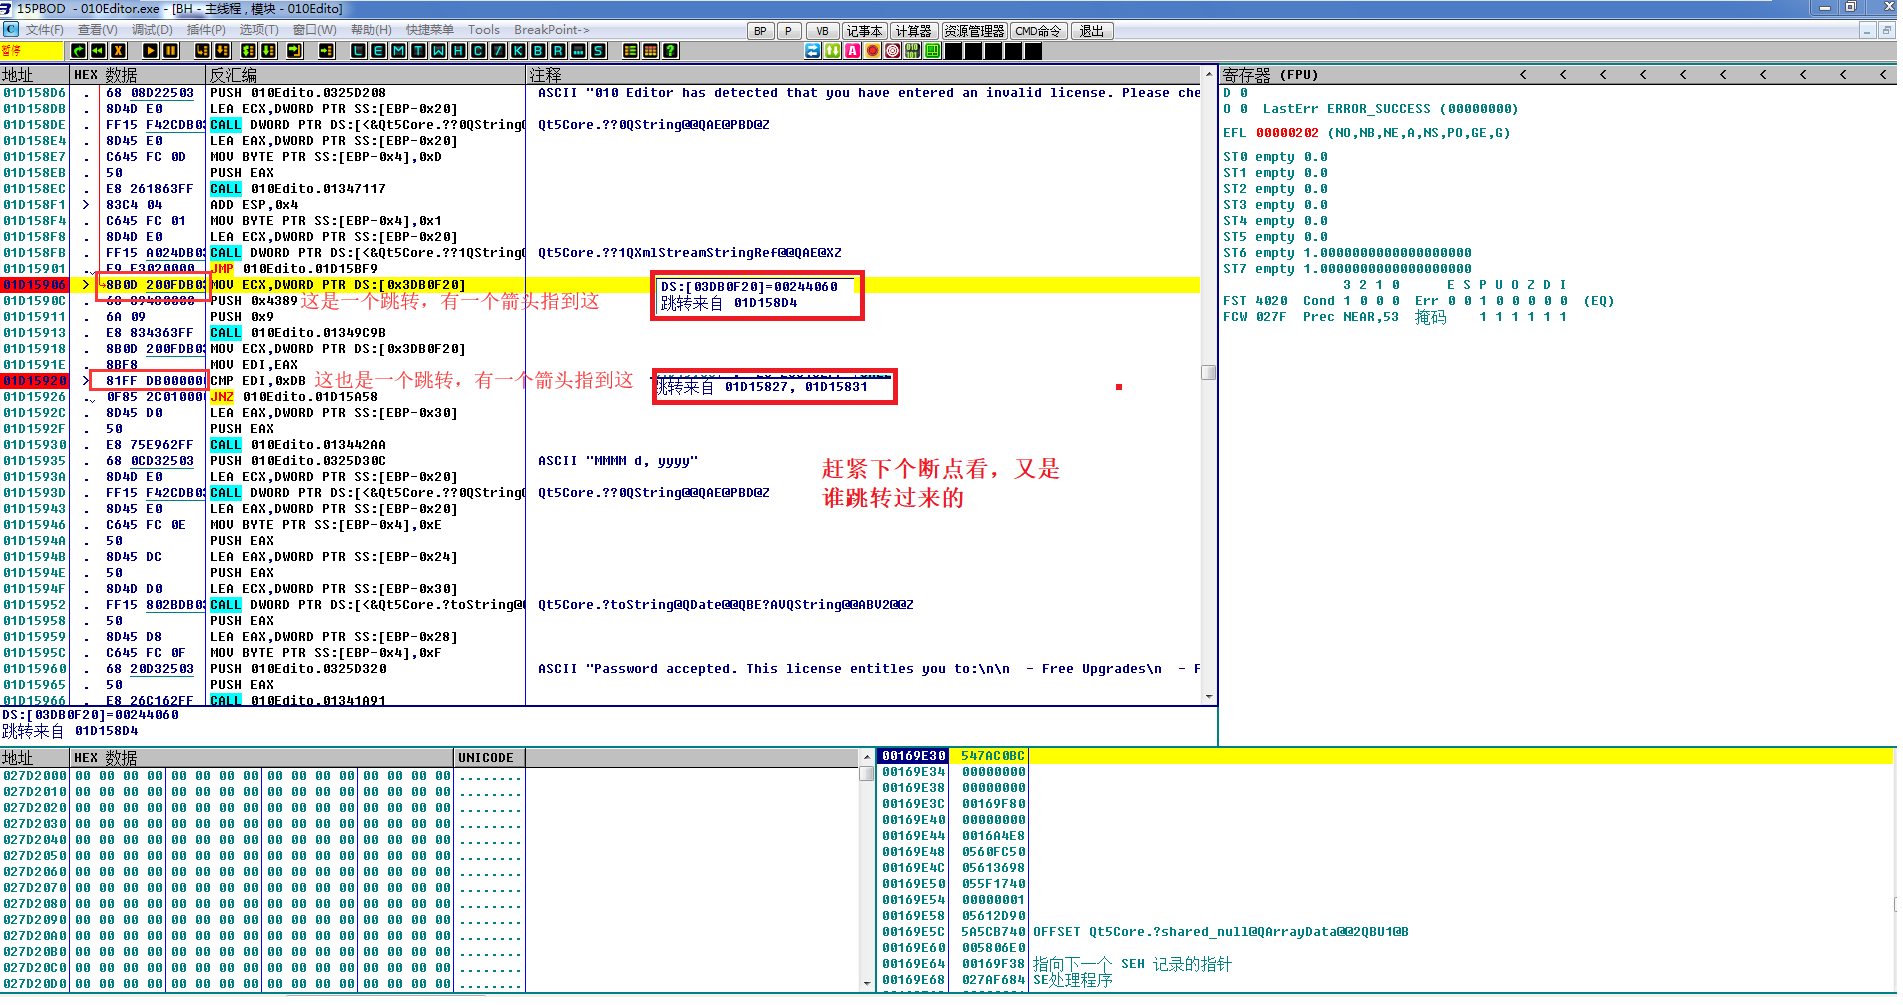 15PBOD - 010Editor.exe - [BH - 主线程 , 模块 - 010Edito]
文件(F) 查看(V) 调试(D) 插件(P) 选项(T) 窗口(W) 帮助(H) 快捷菜单 Tools BreakPoint-> BP P VB 记事本 计算器 资源管理器 CMD命令 退出
暂停 L E M T W H C / K B R ... S ?
地址 HEX 数据 反汇编 注释
01D158D6 . 68 08D22503 PUSH 010Edito.0325D208 ASCII "010 Editor has detected that you have entered an invalid license. Please che
01D158DB . 8D4D E0 LEA ECX,DWORD PTR SS:[EBP-0x20]
01D158DE . FF15 F42CDB03 CALL DWORD PTR DS:[<&Qt5Core.??0QString@ Qt5Core.??0QString@@QAE@PBD@Z
01D158E4 . 8D45 E0 LEA EAX,DWORD PTR SS:[EBP-0x20]
01D158E7 . C645 FC 0D MOV BYTE PTR SS:[EBP-0x4],0xD
01D158EB . 50 PUSH EAX
01D158EC . E8 261863FF CALL 010Edito.01347117
01D158F1 > 83C4 04 ADD ESP,0x4
01D158F4 . C645 FC 01 MOV BYTE PTR SS:[EBP-0x4],0x1
01D158F8 . 8D4D E0 LEA ECX,DWORD PTR SS:[EBP-0x20]
01D158FB . FF15 A024DB03 CALL DWORD PTR DS:[<&Qt5Core.??1QString@ Qt5Core.??1QXmlStreamStringRef@@QAE@XZ
01D15901 . E9 F3020000 JMP 010Edito.01D15BF9
01D15906 > 8B0D 200FDB03 MOV ECX,DWORD PTR DS:[0x3DB0F20]
DS:[03DB0F20]=00244060
01D1590C . 68 89480000 PUSH 0x4389 这是一个跳转，有一个箭头指到这
跳转来自 01D158D4
01D15911 . 6A 09 PUSH 0x9
01D15913 . E8 834363FF CALL 010Edito.01349C9B
01D15918 . 8B0D 200FDB03 MOV ECX,DWORD PTR DS:[0x3DB0F20]
01D1591E . 8BF8 MOV EDI,EAX
01D15920 > 81FF DB000000 CMP EDI,0xDB 这也是一个跳转，有一个箭头指到这
跳转来自 01D15827, 01D15831
01D15926 . 0F85 2C010000 JNZ 010Edito.01D15A58
01D1592C . 8D45 D0 LEA EAX,DWORD PTR SS:[EBP-0x30]
01D1592F . 50 PUSH EAX
01D15930 . E8 75E962FF CALL 010Edito.013442AA
01D15935 . 68 0CD32503 PUSH 010Edito.0325D30C ASCII "MMMM d, yyyy"
01D1593A . 8D4D E0 LEA ECX,DWORD PTR SS:[EBP-0x20]
01D1593D . FF15 F42CDB03 CALL DWORD PTR DS:[<&Qt5Core.??0QString@ Qt5Core.??0QString@@QAE@PBD@Z
赶紧下个断点看，又是
谁跳转过来的
01D15943 . 8D45 E0 LEA EAX,DWORD PTR SS:[EBP-0x20]
01D15946 . C645 FC 0E MOV BYTE PTR SS:[EBP-0x4],0xE
01D1594A . 50 PUSH EAX
01D1594B . 8D45 DC LEA EAX,DWORD PTR SS:[EBP-0x24]
01D1594E . 50 PUSH EAX
01D1594F . 8D4D D0 LEA ECX,DWORD PTR SS:[EBP-0x30]
01D15952 . FF15 802BDB03 CALL DWORD PTR DS:[<&Qt5Core.?toString@Q Qt5Core.?toString@QDate@@QBE?AVQString@@ABV2@@Z
01D15958 . 50 PUSH EAX
01D15959 . 8D45 D8 LEA EAX,DWORD PTR SS:[EBP-0x28]
01D1595C . C645 FC 0F MOV BYTE PTR SS:[EBP-0x4],0xF
01D15960 . 68 20D32503 PUSH 010Edito.0325D320 ASCII "Password accepted. This license entitles you to:\n\n - Free Upgrades\n - F
01D15965 . 50 PUSH EAX
01D15966 . E8 26C162FF CALL 010Edito.01341A91
DS:[03DB0F20]=00244060
跳转来自 01D158D4
寄存器 (FPU) < < < < < < < < < <
D 0
O 0 LastErr ERROR_SUCCESS (00000000)
EFL 00000202 (NO,NB,NE,A,NS,PO,GE,G)
ST0 empty 0.0
ST1 empty 0.0
ST2 empty 0.0
ST3 empty 0.0
ST4 empty 0.0
ST5 empty 0.0
ST6 empty 1.0000000000000000000
ST7 empty 1.0000000000000000000
3 2 1 0 E S P U O Z D I
FST 4020 Cond 1 0 0 0 Err 0 0 1 0 0 0 0 0 (EQ)
FCW 027F Prec NEAR,53 掩码 1 1 1 1 1 1
地址 HEX 数据 UNICODE
027D2000 00 00 00 00 00 00 00 00 00 00 00 00 00 00 00 00 ........
027D2010 00 00 00 00 00 00 00 00 00 00 00 00 00 00 00 00 ........
027D2020 00 00 00 00 00 00 00 00 00 00 00 00 00 00 00 00 ........
027D2030 00 00 00 00 00 00 00 00 00 00 00 00 00 00 00 00 ........
027D2040 00 00 00 00 00 00 00 00 00 00 00 00 00 00 00 00 ........
027D2050 00 00 00 00 00 00 00 00 00 00 00 00 00 00 00 00 ........
027D2060 00 00 00 00 00 00 00 00 00 00 00 00 00 00 00 00 ........
027D2070 00 00 00 00 00 00 00 00 00 00 00 00 00 00 00 00 ........
027D2080 00 00 00 00 00 00 00 00 00 00 00 00 00 00 00 00 ........
027D2090 00 00 00 00 00 00 00 00 00 00 00 00 00 00 00 00 ........
027D20A0 00 00 00 00 00 00 00 00 00 00 00 00 00 00 00 00 ........
027D20B0 00 00 00 00 00 00 00 00 00 00 00 00 00 00 00 00 ........
027D20C0 00 00 00 00 00 00 00 00 00 00 00 00 00 00 00 00 ........
027D20D0 00 00 00 00 00 00 00 00 00 00 00 00 00 00 00 00 ........
00169E30 547AC0BC
00169E34 00000000
00169E38 00000000
00169E3C 00169F80
00169E40 00000000
00169E44 0016A4E8
00169E48 0560FC50
00169E4C 05613698
00169E50 055F1740
00169E54 00000001
00169E58 05612D90
00169E5C 5A5CB740 OFFSET Qt5Core.?shared_null@QArrayData@@2QBU1@B
00169E60 005806E0
00169E64 00169F38 指向下一个 SEH 记录的指针
00169E68 027AF684 SE处理程序